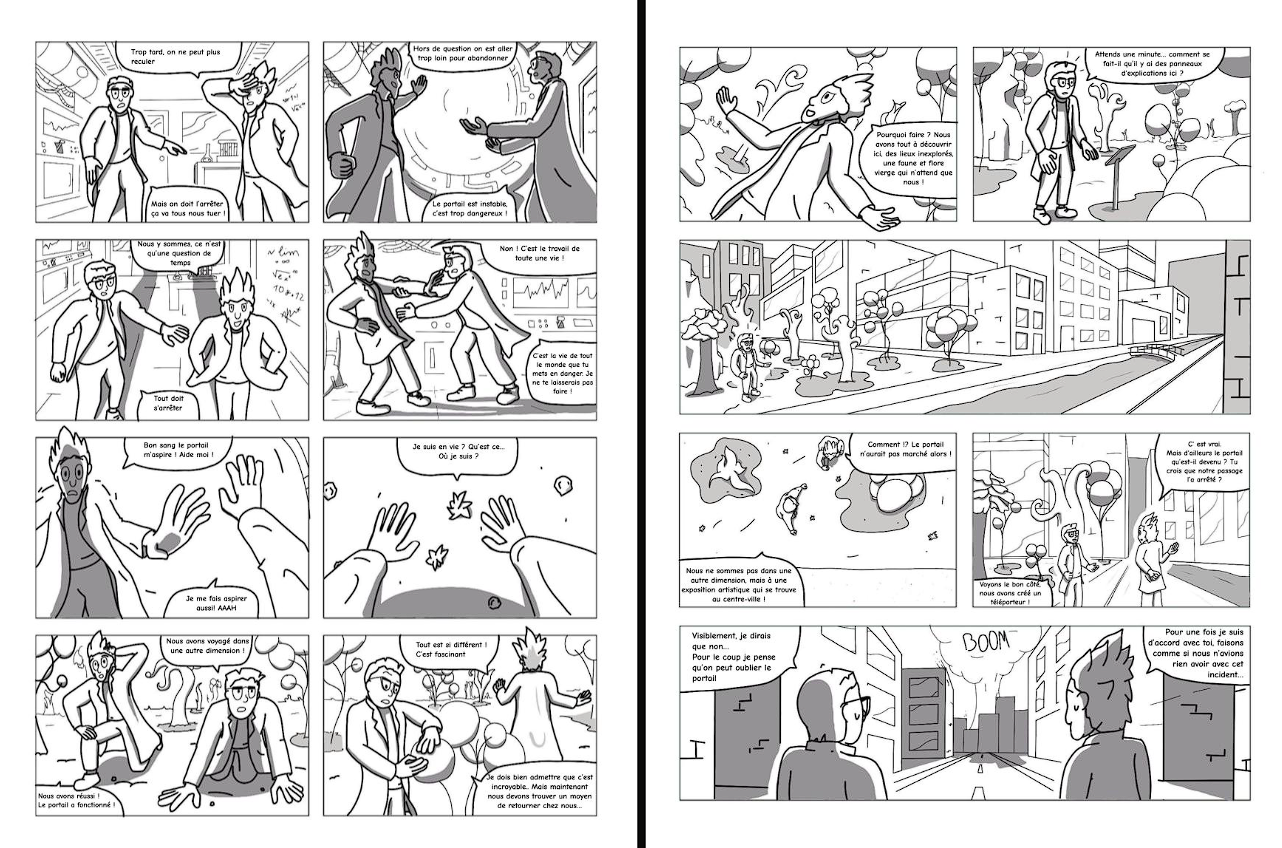 Trop tard, on ne peut plus
reculer
Mais on doit l'arrêter
ça va tous nous tuer !
Hors de question on est aller
trop loin pour abandonner
Le portail est instable,
c'est trop dangereux !
Nous y sommes, ce n'est
qu'une question de
temps
Tout doit
s'arrêter
Non ! C'est le travail de
toute une vie !
C'est la vie de tout
le monde que tu
mets en danger. Je
ne te laisserais pas
faire !
Bon sang le portail
m'aspire ! Aide moi !
Je me fais aspirer
aussi! AAAH
Je suis en vie ? Qu'est ce...
Où je suis ?
Nous avons voyagé dans
une autre dimension !
Nous avons réussi !
Le portail a fonctionné !
Tout est si différent !
C'est fascinant
Je dois bien admettre que c'est
incroyable.. Mais maintenant
nous devons trouver un moyen
de retourner chez nous...
Pourquoi faire ? Nous
avons tout à découvrir
ici, des lieux inexplorés,
une faune et flore
vierge qui n'attend que
nous !
Attends une minute... comment se
fait-il qu'il y ai des panneaux
d'explications ici ?
Comment !? Le portail
n'aurait pas marché alors !
Nous ne sommes pas dans une
autre dimension, mais à une
exposition artistique qui se trouve
au centre-ville !
C' est vrai.
Mais d'ailleurs le portail
qu'est-il devenu ? Tu
crois que notre passage
l'a arrêté ?
Voyons le bon côté,
nous avons créé un
téléporteur !
Visiblement, je dirais
que non...
Pour le coup je pense
qu'on peut oublier le
portail
BOOM
Pour une fois je suis
d'accord avec toi, faisons
comme si nous n'avions
rien avoir avec cet
incident...